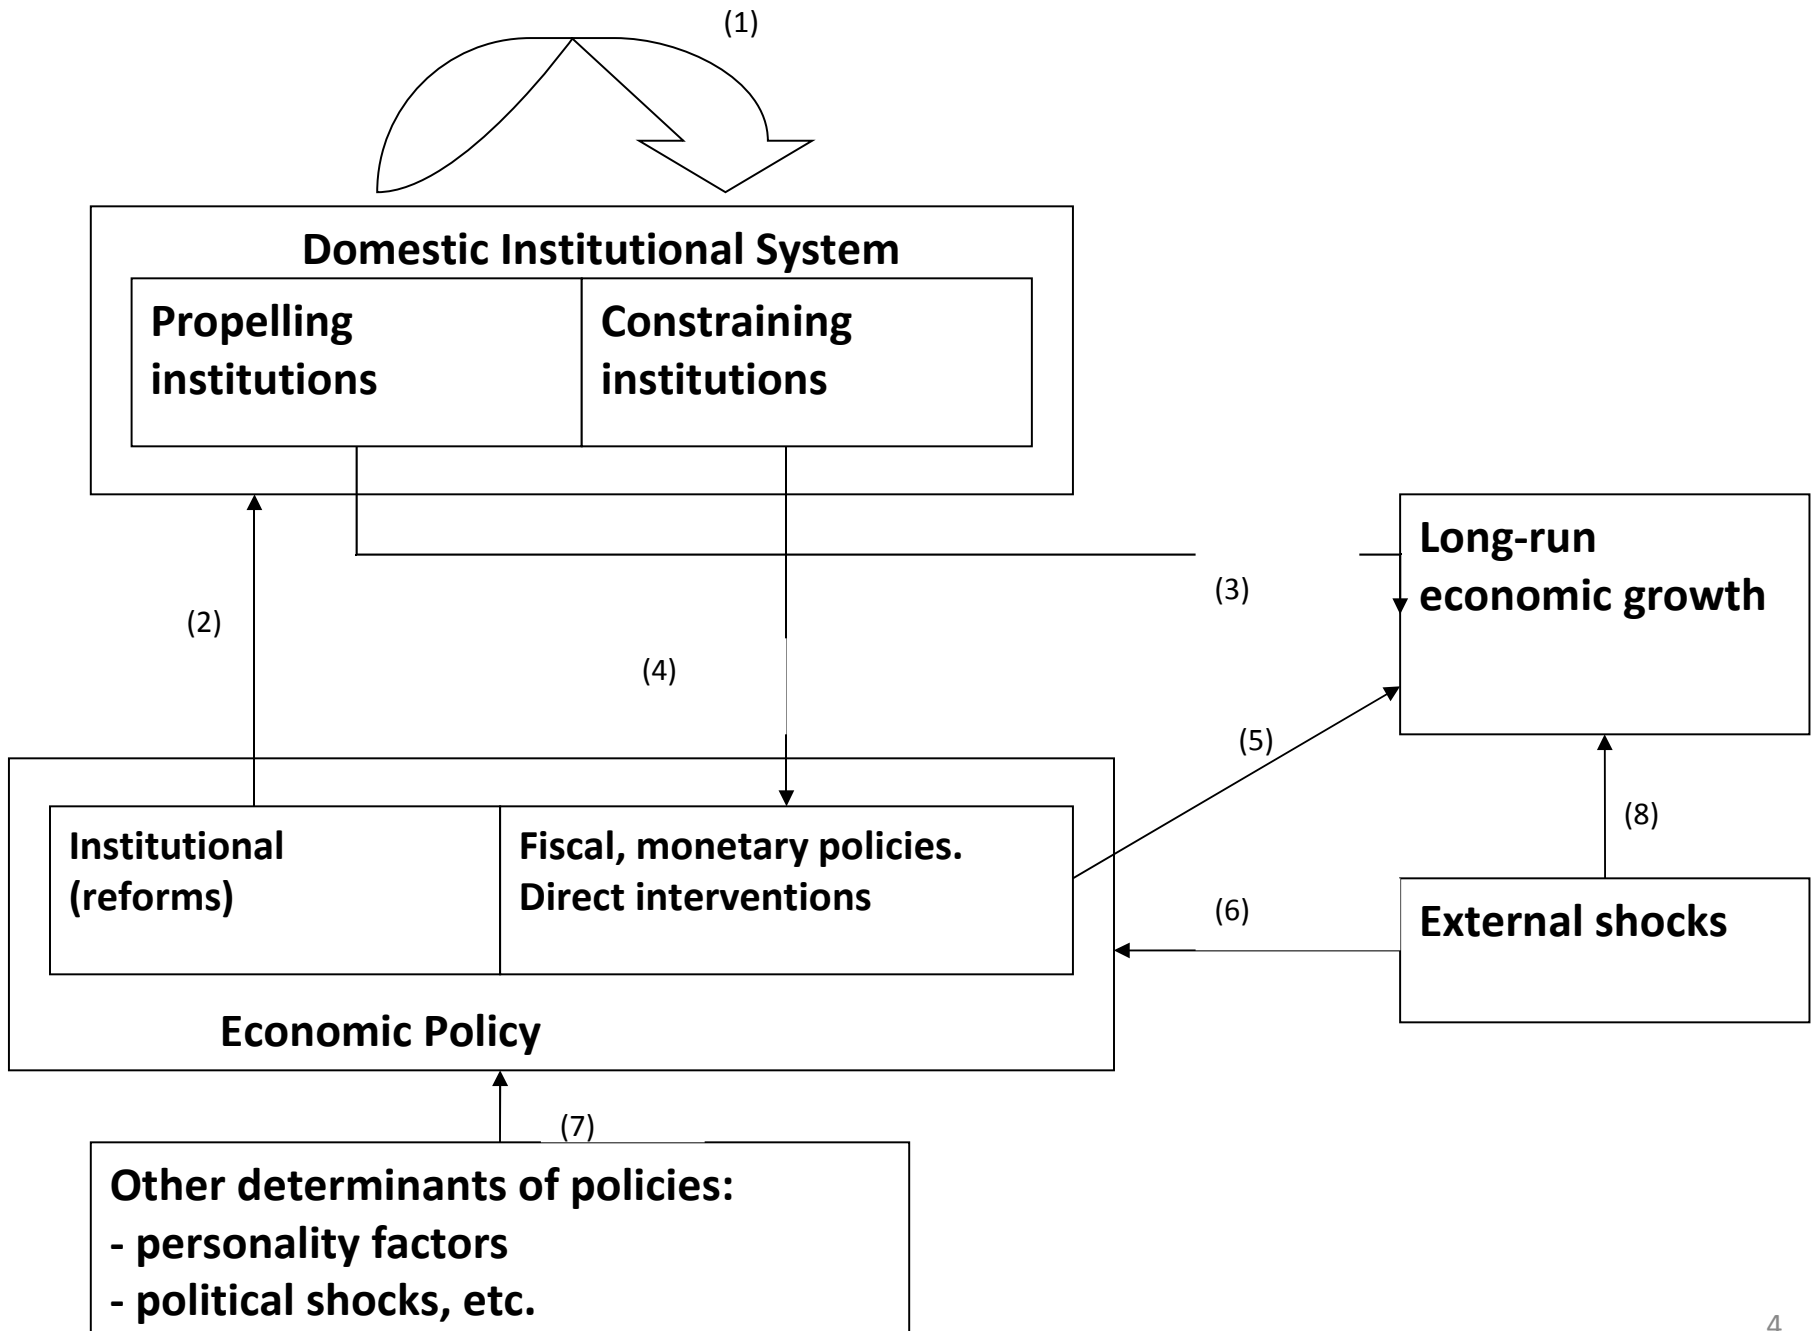 (1)
Domestic Institutional System
Propelling
institutions
Constraining
institutions
Long-run
economic growth
(3)
(2)
(4)
(5)
(8)
Institutional
(reforms)
Fiscal, monetary policies.
Direct interventions
(6)
External shocks
Economic Policy
(7)
Other determinants of policies:
- personality factors
- political shocks, etc.
4